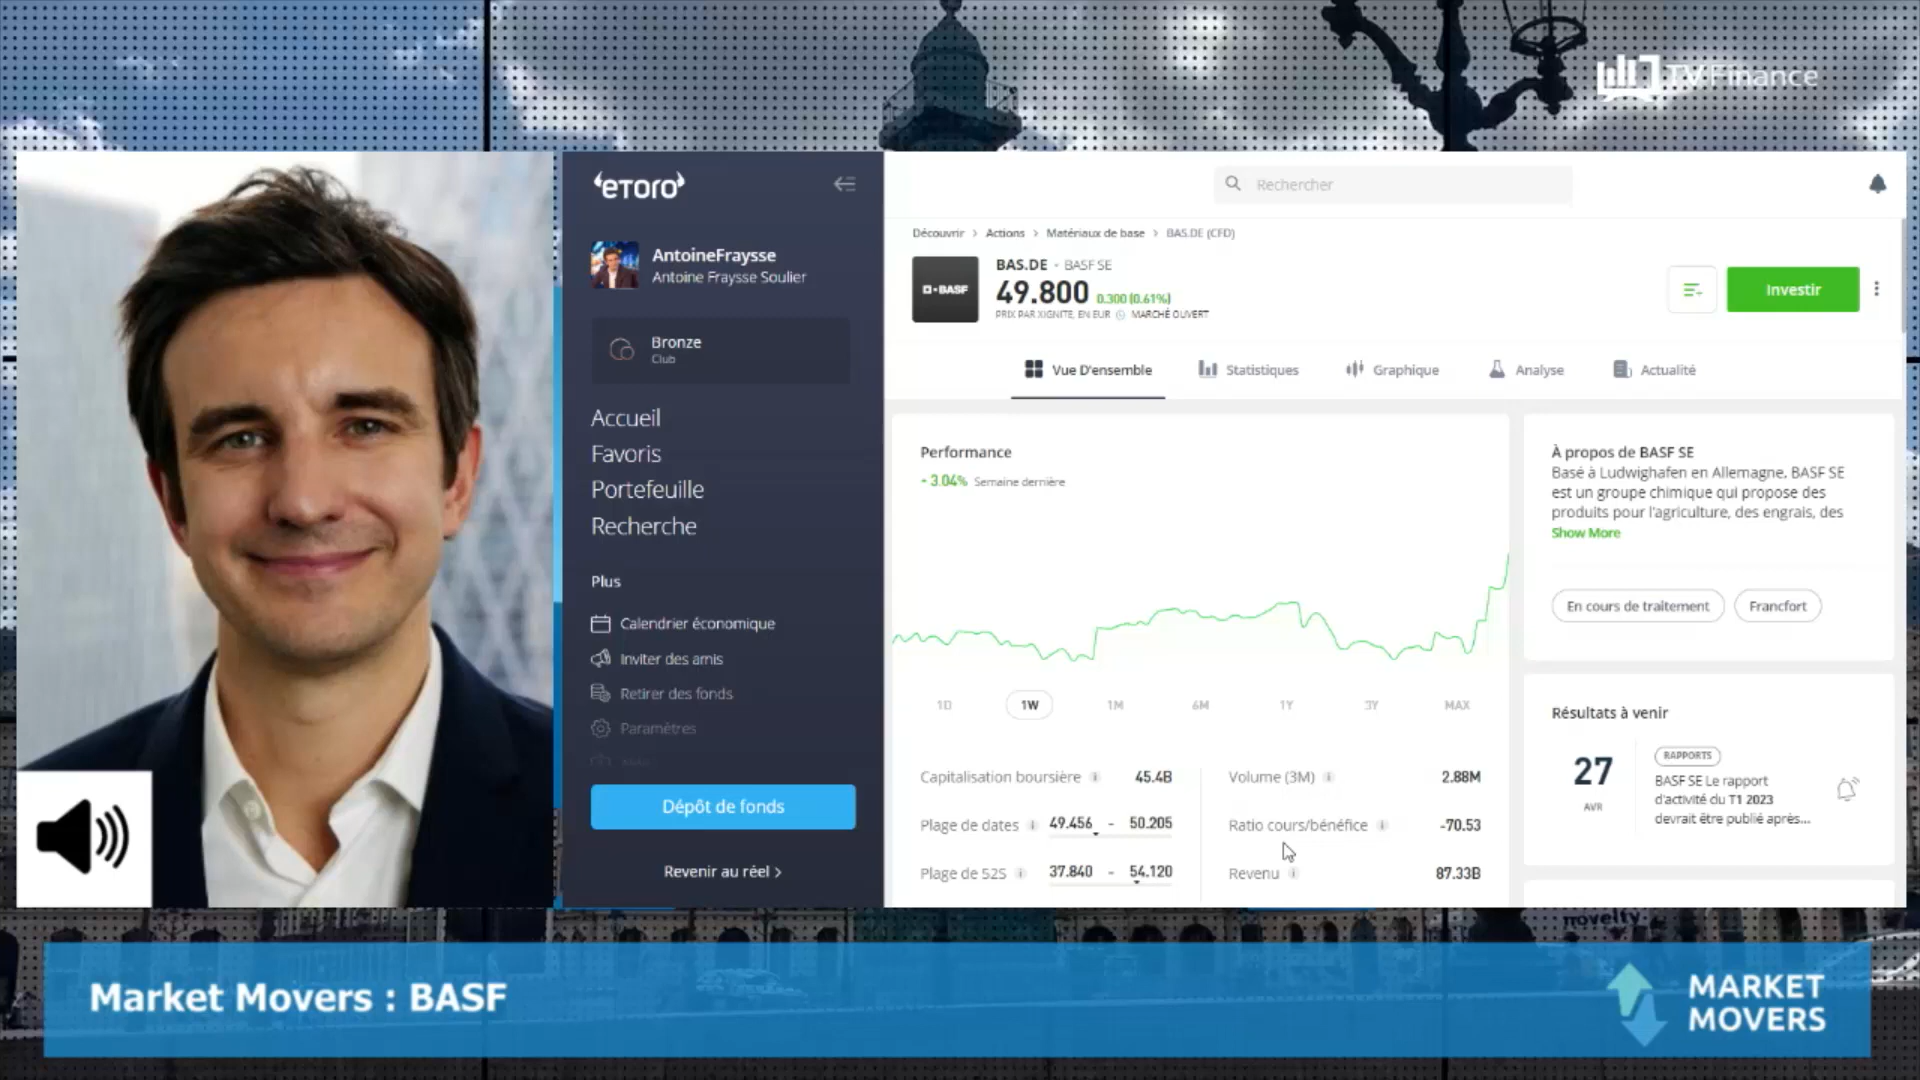 TVFinance
eToro
AntoineFraysse
Antoine Fraysse Soulier
Bronze
Club
Accueil
Favoris
Portefeuille
Recherche
Plus
Calendrier économique
Inviter des amis
Retirer des fonds
Paramètres
Dépôt de fonds
Revenir au réel >
Rechercher
Découvrir > Actions > Matériaux de base > BAS.DE (CFD)
BASF
BAS.DE - BASF SE
49.800 0.300 (0.61%)
PRIX PAR XIGNITE, EN EUR MARCHÉ OUVERT
Investir
Vue D'ensemble Statistiques Graphique Analyse Actualité
Performance
- 3.04% Semaine dernière
1D 1W 1M 6M 1Y 3Y MAX
Capitalisation boursière 45.4B
Plage de dates 49.456 - 50.205
Plage de 52S 37.840 - 54.120
Volume (3M) 2.88M
Ratio cours/bénéfice -70.53
Revenu 87.33B
À propos de BASF SE
Basé à Ludwighafen en Allemagne, BASF SE
est un groupe chimique qui propose des
produits pour l'agriculture, des engrais, des
Show More
En cours de traitement Francfort
Résultats à venir
27
AVR
RAPPORTS
BASF SE Le rapport
d'activité du T1 2023
devrait être publié après...
novelty
Market Movers : BASF
MARKET
MOVERS